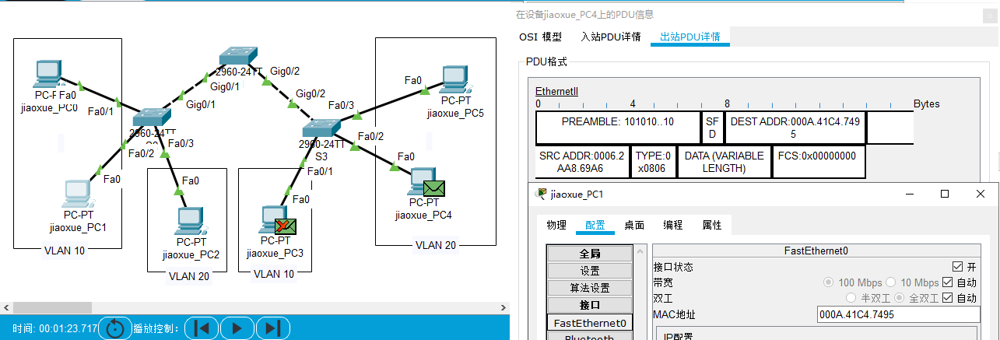 2960-24TT
Gig0/2
Gig0/1
Gig0/1
Gig0/2
PC-P
Fa0
jiaoxue_PC0
Fa0/1
2960-24TT
Fa0/3
Fa0/2
Fa0
PC-PT
jiaoxue_PC1
VLAN 10
Fa0
PC-PT
jiaoxue_PC2
VLAN 20
Fa0/3
2960-24TT
S3
Fa0/2
Fa0/1
Fa0
PC-PT
jiaoxue_PC3
VLAN 10
Fa0
PC-PT
jiaoxue_PC5
Fa0
PC-PT
jiaoxue_PC4
VLAN 20
时间: 00:01:23.717
播放控制：
在设备jiaoxue_PC4上的PDU信息
OSI 模型 入站PDU详情 出站PDU详情
PDU格式
EthernetII
0 4 8 Bytes
PREAMBLE: 101010..10
SF
D
DEST ADDR:000A.41C4.749
5
SRC ADDR:0006.2
AA8.69A6
TYPE:0
x0806
DATA (VARIABLE
LENGTH)
FCS:0x00000000
jiaoxue_PC1
物理 配置 桌面 编程 属性
全局
设置
算法设置
接口
FastEthernet0
Bluetooth
FastEthernet0
接口状态 开
带宽 100 Mbps 10 Mbps 自动
双工 半双工 全双工 自动
MAC地址 000A.41C4.7495
IP配置